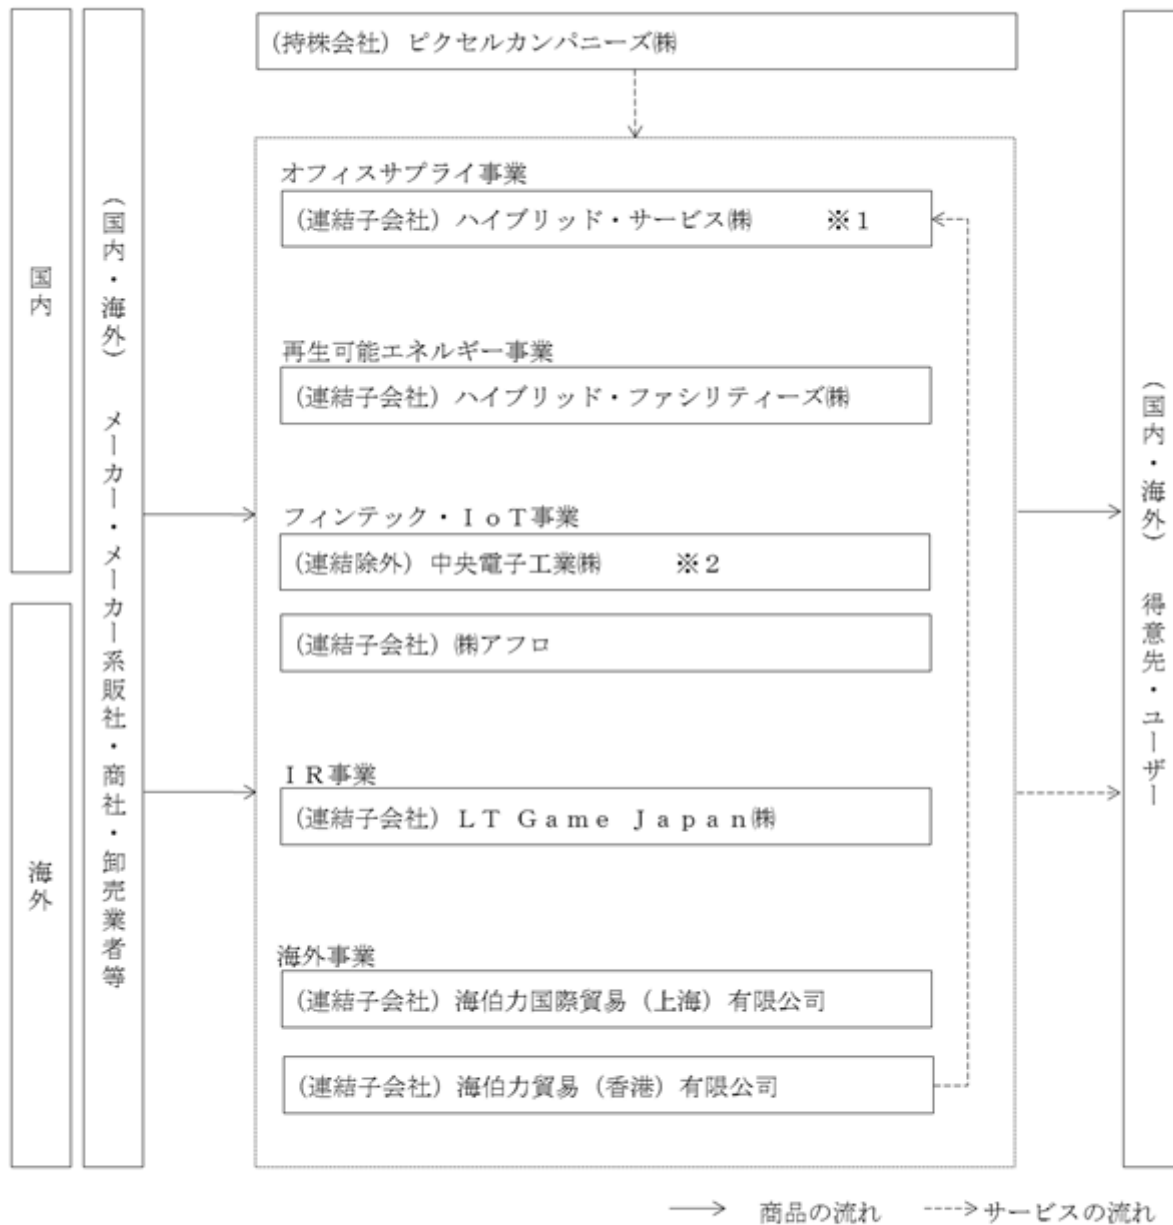 (持株会社) ピクセルカンパニーズ㈱
国内
海外
(国内・海外) メーカー・メーカー系販社・商社・卸売業者等
オフィスサプライ事業
(連結子会社) ハイブリッド・サービス㈱ ※1
再生可能エネルギー事業
(連結子会社) ハイブリッド・ファシリティーズ㈱
フィンテック・IoT事業
(連結除外) 中央電子工業㈱ ※2
(連結子会社) ㈱アフロ
IR事業
(連結子会社) LT Game Japan㈱
海外事業
(連結子会社) 海伯力国際貿易(上海)有限公司
(連結子会社) 海伯力貿易(香港)有限公司
(国内・海外) 得意先・ユーザー
商品の流れ サービスの流れ